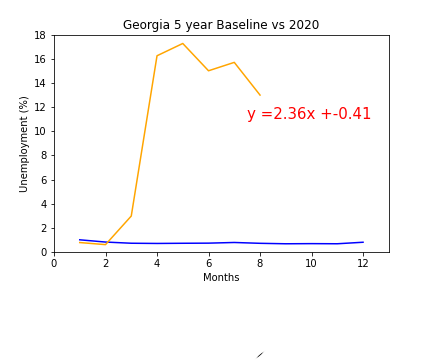 Georgia 5 year Baseline vs 2020
18
16
14
12
10
8
6
4
2
0
Unemployment (%)
y =2.36x +-0.41
0 2 4 6 8 10 12
Months